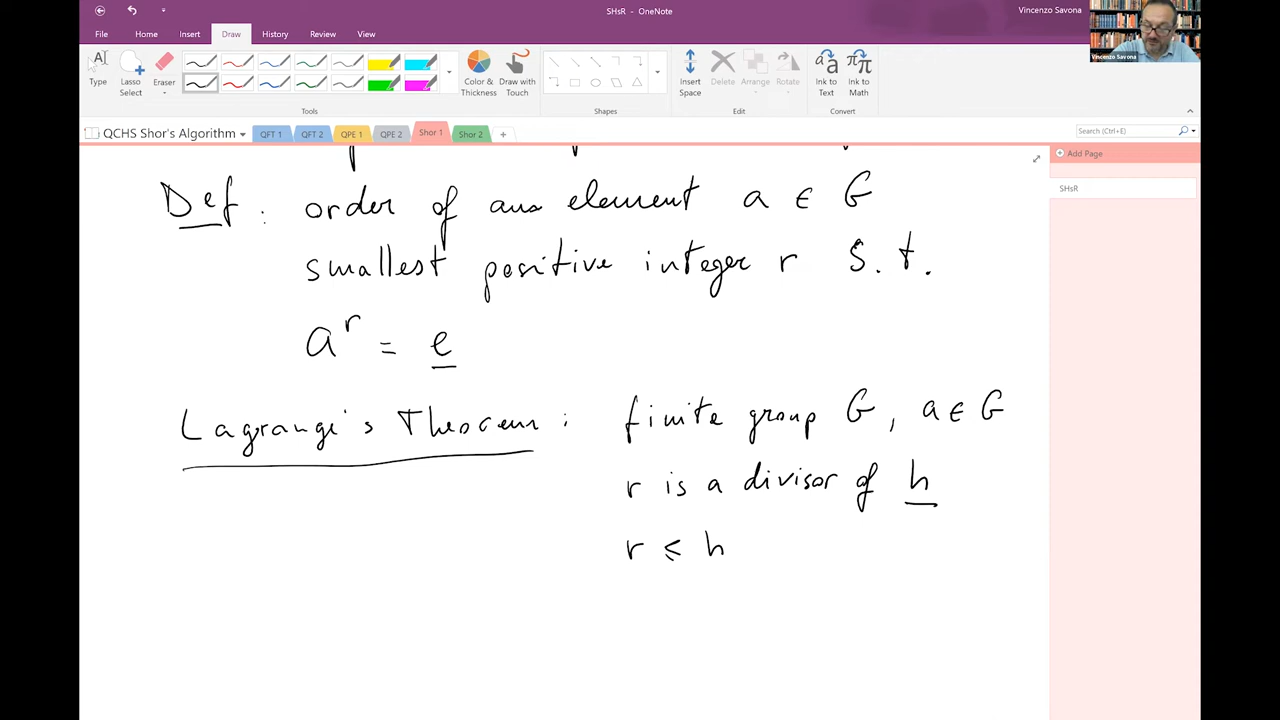 SHsR - OneNote
Vincenzo Savona
File Home Insert Draw History Review View
Type Lasso Select Eraser Color & Thickness Draw with Touch Insert Space Delete Arrange Rotate Ink to Text Ink to Math
Tools Shapes Edit Convert
QCHS Shor's Algorithm QFT 1 QFT 2 QPE 1 QPE 2 Shor 1 Shor 2 Search (Ctrl+E)
Add Page
SHsR
Vincenzo Savona
Def : order of an element a ∈ G
smallest positive integer r s.t.
a^r = e
Lagrange's Theorem : finite group G, a ∈ G
r is a divisor of h
r ≤ h